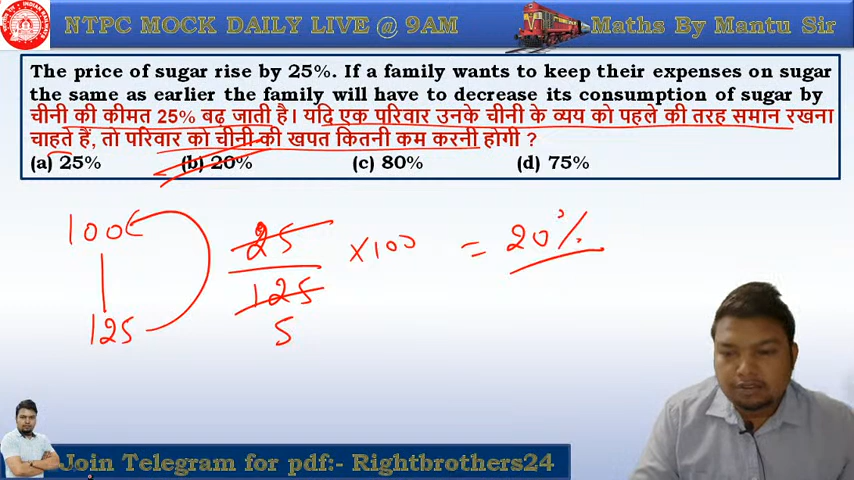 NTPC MOCK DAILY LIVE @ 9AM
Maths By Mantu Sir
The price of sugar rise by 25%. If a family wants to keep their expenses on sugar
the same as earlier the family will have to decrease its consumption of sugar by
चीनी की कीमत 25% बढ़ जाती है। यदि एक परिवार उनके चीनी के व्यय को पहले की तरह समान रखना
चाहते हैं, तो परिवार को चीनी की खपत कितनी कम करनी होगी ?
(a) 25% (b) 20% (c) 80% (d) 75%
100
125
25
125
5
×100 = 20%
Join Telegram for pdf:- Rightbrothers24